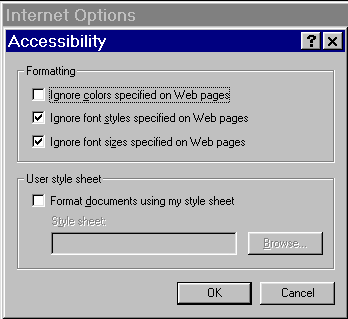 Internet Options
Accessibility
Formatting
Ignore colors specified on Web pages
Ignore font styles specified on Web pages
Ignore font sizes specified on Web pages
User style sheet
Format documents using my style sheet
Style sheet:
Browse...
OK
Cancel